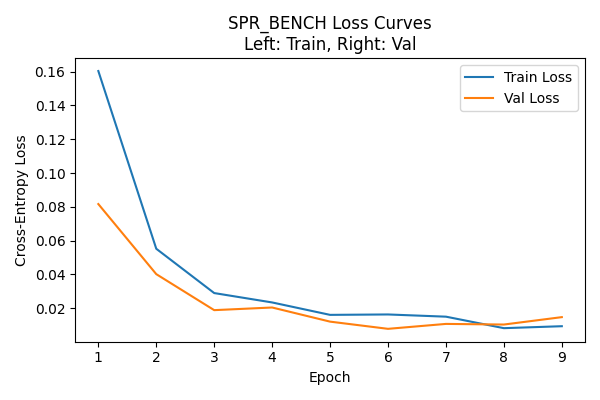 SPR_BENCH Loss Curves
Left: Train, Right: Val
Train Loss
Val Loss
Cross-Entropy Loss
0.16
0.14
0.12
0.10
0.08
0.06
0.04
0.02
1 2 3 4 5 6 7 8 9
Epoch